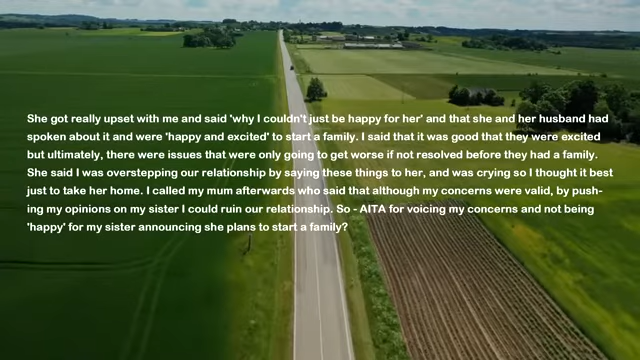 She got really upset with me and said 'why I couldn't just be happy for her' and that she and her husband had
spoken about it and were 'happy and excited' to start a family. I said that it was good that they were excited
but ultimately, there were issues that were only going to get worse if not resolved before they had a family.
She said I was overstepping our relationship by saying these things to her, and was crying so I thought it best
just to take her home. I called my mum afterwards who said that although my concerns were valid, by push-
ing my opinions on my sister I could ruin our relationship. So - AITA for voicing my concerns and not being
'happy' for my sister announcing she plans to start a family?